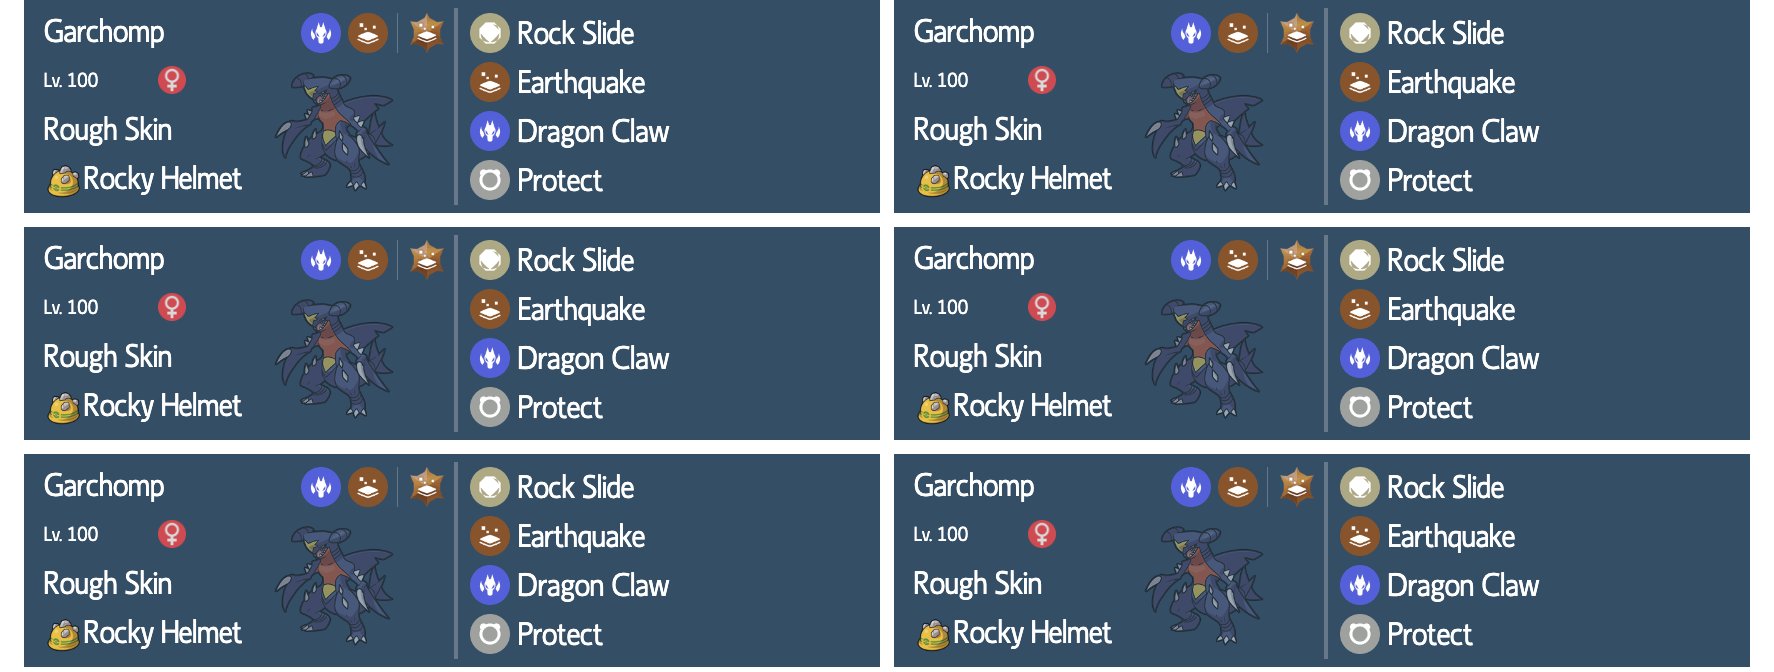 Garchomp
Lv. 100
Rough Skin
Rocky Helmet
Rock Slide
Earthquake
Dragon Claw
Protect
Garchomp
Lv. 100
Rough Skin
Rocky Helmet
Rock Slide
Earthquake
Dragon Claw
Protect
Garchomp
Lv. 100
Rough Skin
Rocky Helmet
Rock Slide
Earthquake
Dragon Claw
Protect
Garchomp
Lv. 100
Rough Skin
Rocky Helmet
Rock Slide
Earthquake
Dragon Claw
Protect
Garchomp
Lv. 100
Rough Skin
Rocky Helmet
Rock Slide
Earthquake
Dragon Claw
Protect
Garchomp
Lv. 100
Rough Skin
Rocky Helmet
Rock Slide
Earthquake
Dragon Claw
Protect